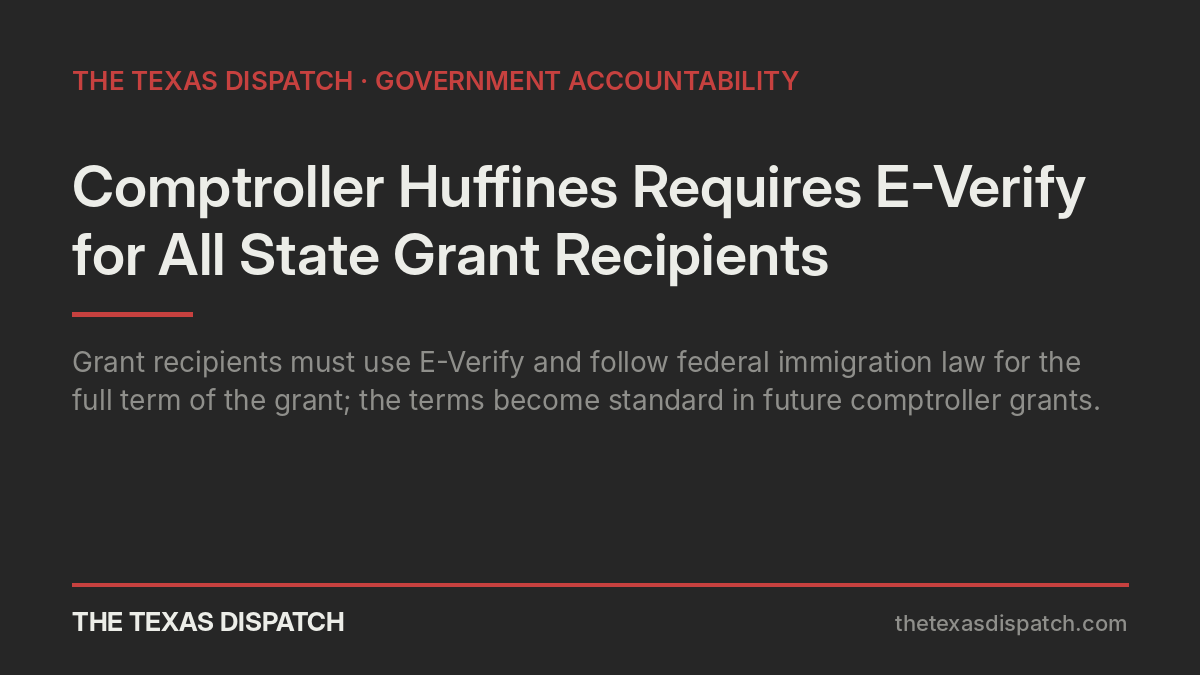 THE TEXAS DISPATCH · GOVERNMENT ACCOUNTABILITY
Comptroller Huffines Requires E-Verify
for All State Grant Recipients
Grant recipients must use E-Verify and follow federal immigration law for the
full term of the grant; the terms become standard in future comptroller grants.
THE TEXAS DISPATCH
thetexasdispatch.com